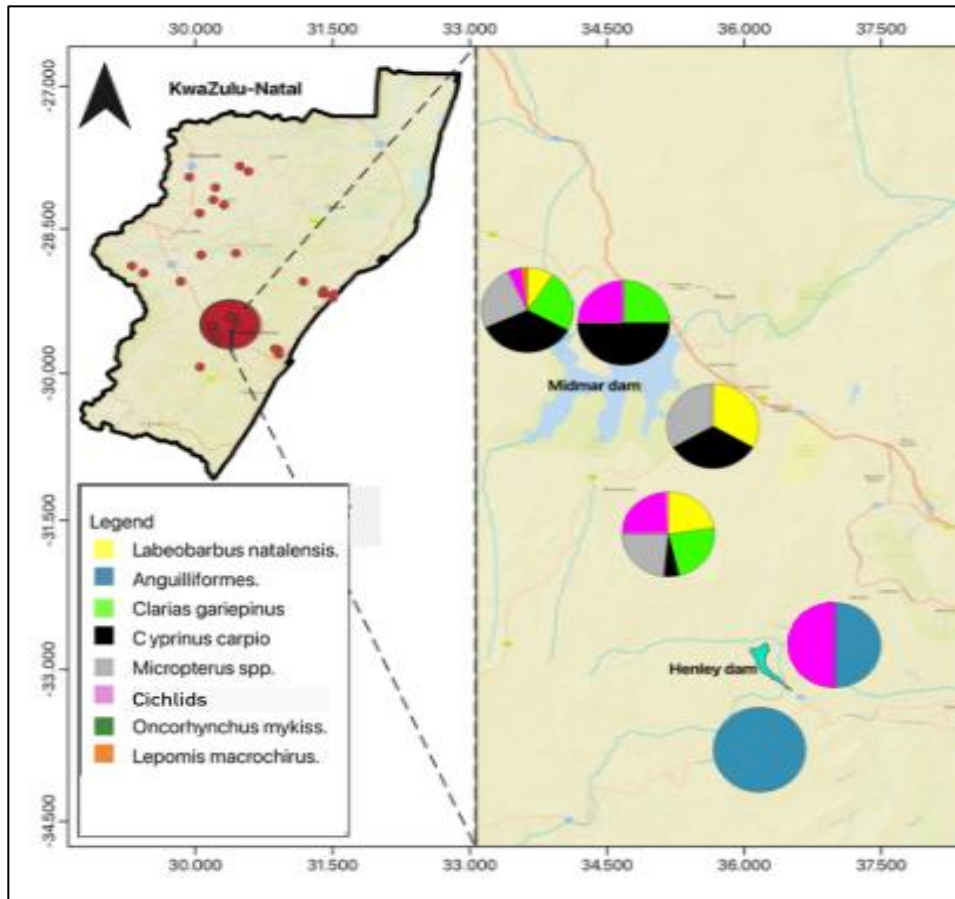 30.000 31.500 33.000 34.500 36.000 37.500
-27.000
KwaZulu-Natal
-28.500
-30.000
Midmar dam
-31.500
Legend
Labeobarbus natalensis.
Anguilliformes.
Clarias gariepinus
Cyprinus carpio
Micropterus spp.
Cichlids
Oncorhynchus mykiss.
Lepomis macrochirus.
-33.000
Henley dam
-34.500
30.000 31.500 33.000 34.500 36.000 37.500